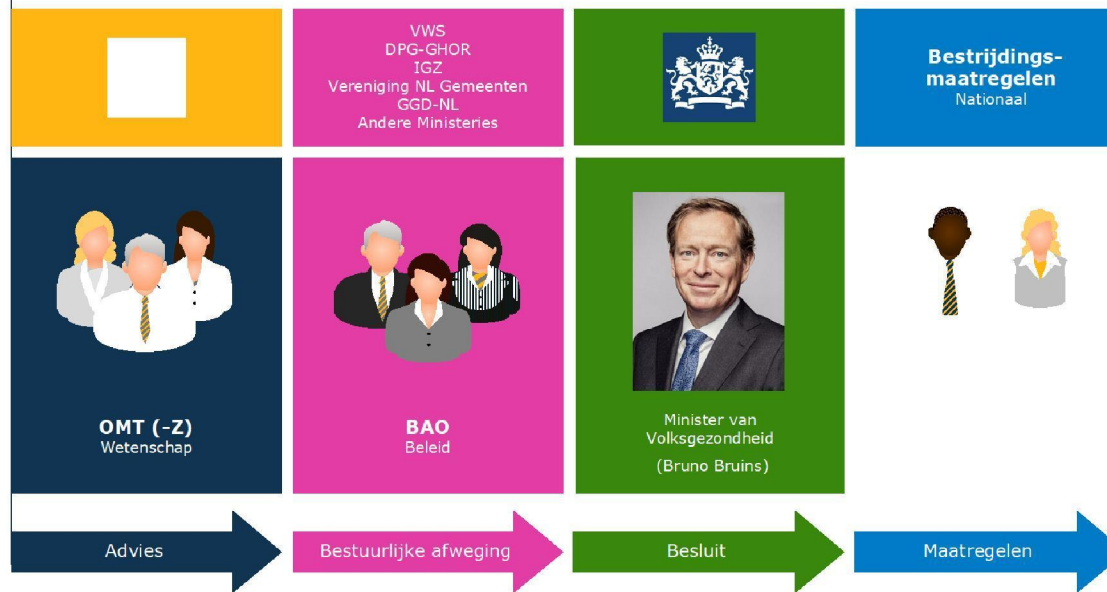 VWS
DPG-GHOR
IGZ
Vereniging NL Gemeenten
GGD-NL
Andere Ministeries
Bestrijdings-
maatregelen
Nationaal
OMT (-Z)
Wetenschap
BAO
Beleid
Minister van
Volksgezondheid
(Bruno Bruins)
Advies
Bestuurlijke afweging
Besluit
Maatregelen